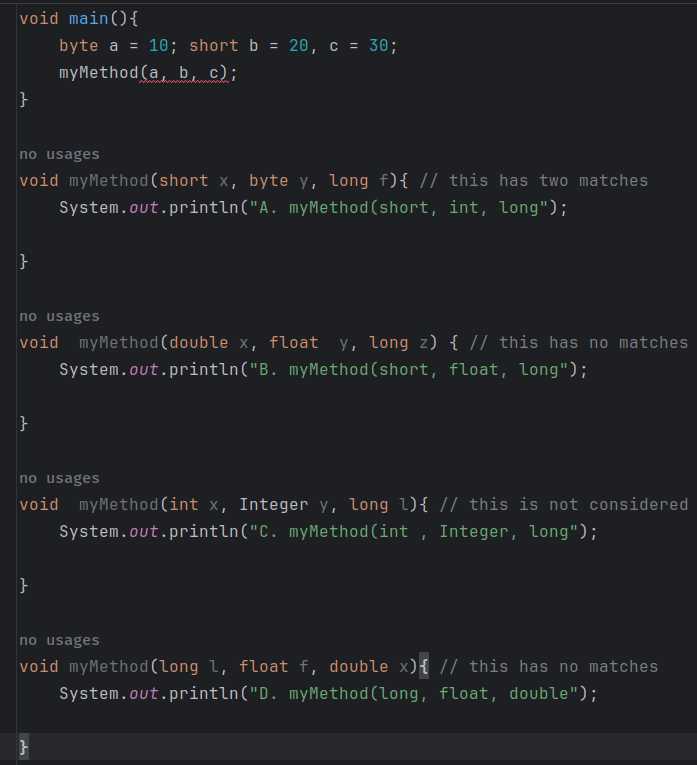 void main(){
    byte a = 10; short b = 20, c = 30;
    myMethod(a, b, c);
}
no usages
void myMethod(short x, byte y, long f){ // this has two matches
    System.out.println("A. myMethod(short, int, long");
}
no usages
void  myMethod(double x, float  y, long z) { // this has no matches
    System.out.println("B. myMethod(short, float, long");
}
no usages
void  myMethod(int x, Integer y, long l){ // this is not considered
    System.out.println("C. myMethod(int , Integer, long");
}
no usages
void myMethod(long l, float f, double x){ // this has no matches
    System.out.println("D. myMethod(long, float, double");
}